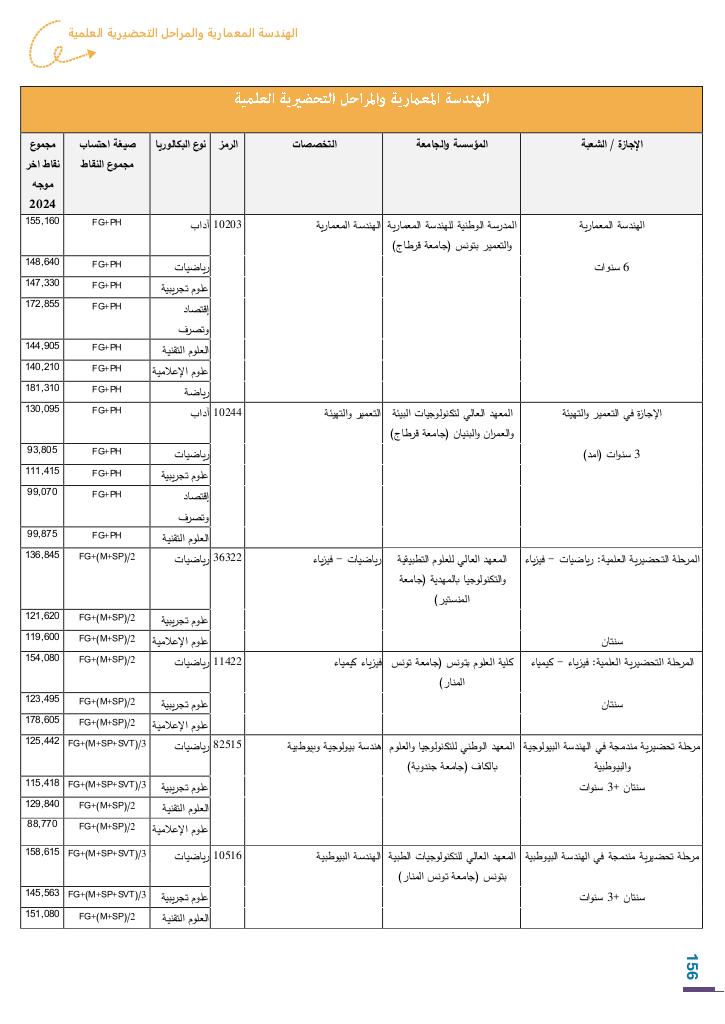 الهندسة المعمارية والمراحل التحضيرية العلمية
الهندسة المعمارية والمراحل التحضيرية العلمية
الإجازة / الشعبة المؤسسة والجامعة التخصصات الرمز نوع البكالوريا صيغة احتساب مجموع
مجموع النقاط نقاط اخر
موجه
2024
الهندسة المعمارية المدرسة الوطنية للهندسة المعمارية الهندسة المعمارية 10203 آداب FG+PH 155,160
والتعمير بتونس (جامعة قرطاج)
6 سنوات رياضيات FG+PH 148,640
علوم تجريبية FG+PH 147,330
إقتصاد FG+PH 172,855
وتصرف
العلوم التقنية FG+PH 144,905
علوم الإعلامية FG+PH 140,210
رياضة FG+PH 181,310
الإجازة في التعمير والتهيئة المعهد العالي لتكنولوجيات البيئة التعمير والتهيئة 10244 آداب FG+PH 130,095
والعمران والبنيان (جامعة قرطاج)
3 سنوات (امد) رياضيات FG+PH 93,805
علوم تجريبية FG+PH 111,415
إقتصاد FG+PH 99,070
وتصرف
العلوم التقنية FG+PH 99,875
المرحلة التحضيرية العلمية: رياضيات – فيزياء المعهد العالي للعلوم التطبيقية رياضيات – فيزياء 36322 رياضيات FG+(M+SP)/2 136,845
والتكنولوجيا بالمهدية (جامعة
المنستير)
علوم تجريبية FG+(M+SP)/2 121,620
سنتان علوم الإعلامية FG+(M+SP)/2 119,600
المرحلة التحضيرية العلمية: فيزياء – كيمياء كلية العلوم بتونس (جامعة تونس فيزياء كيمياء 11422 رياضيات FG+(M+SP)/2 154,080
المنار)
سنتان علوم تجريبية FG+(M+SP)/2 123,495
علوم الإعلامية FG+(M+SP)/2 178,605
مرحلة تحضيرية مندمجة في الهندسة البيولوجية المعهد الوطني للتكنولوجيا والعلوم هندسة بيولوجية وبيوطبية 82515 رياضيات FG+(M+SP+SVT)/3 125,442
والبيوطبية بالكاف (جامعة جندوبة)
سنتان +3 سنوات علوم تجريبية FG+(M+SP+SVT)/3 115,418
العلوم التقنية FG+(M+SP)/2 129,840
علوم الإعلامية FG+(M+SP)/2 88,770
مرحلة تحضيرية مندمجة في الهندسة البيوطبية المعهد العالي للتكنولوجيات الطبية الهندسة البيوطبية 10516 رياضيات FG+(M+SP+SVT)/3 158,615
بتونس (جامعة تونس المنار)
سنتان +3 سنوات علوم تجريبية FG+(M+SP+SVT)/3 145,563
العلوم التقنية FG+(M+SP)/2 151,080
156